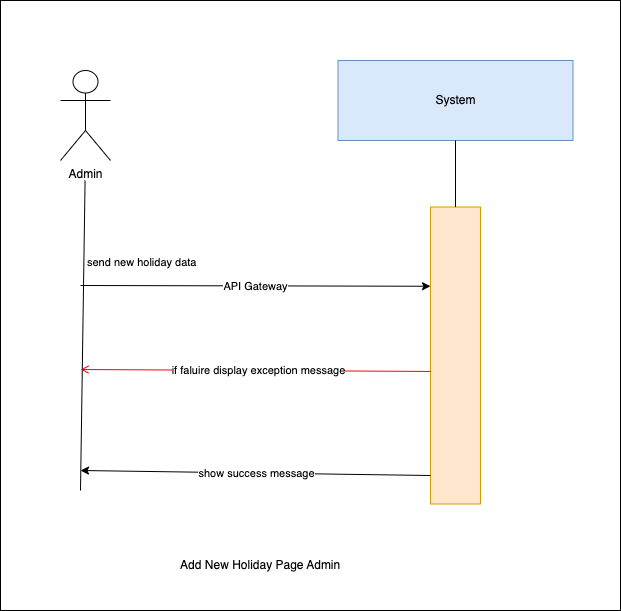 System
Admin
send new holiday data
API Gateway
if faluire display exception message
show success message
Add New Holiday Page Admin